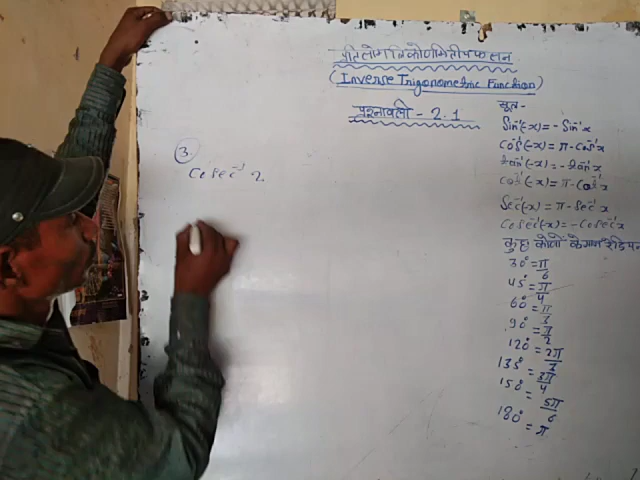 प्रतिलोम त्रिकोणमितीय फलन
(Inverse Trigonometric Function)
प्रश्नावली - 2.1
सूत्र -
③ Cosec⁻¹ 2
Sin⁻¹(-x) = - Sin⁻¹x
Cos⁻¹(-x) = π - Cos⁻¹x
tan⁻¹(-x) = - tan⁻¹x
Cot⁻¹(-x) = π - Cot⁻¹x
Sec⁻¹(-x) = π - Sec⁻¹x
Cosec⁻¹(-x) = - Cosec⁻¹x
कुछ कोणों के मान
30° = π/6
45° = π/4
60° = π/3
90° = π/2
120° = 2π/3
135° = 3π/4
150° = 5π/6
180° = π